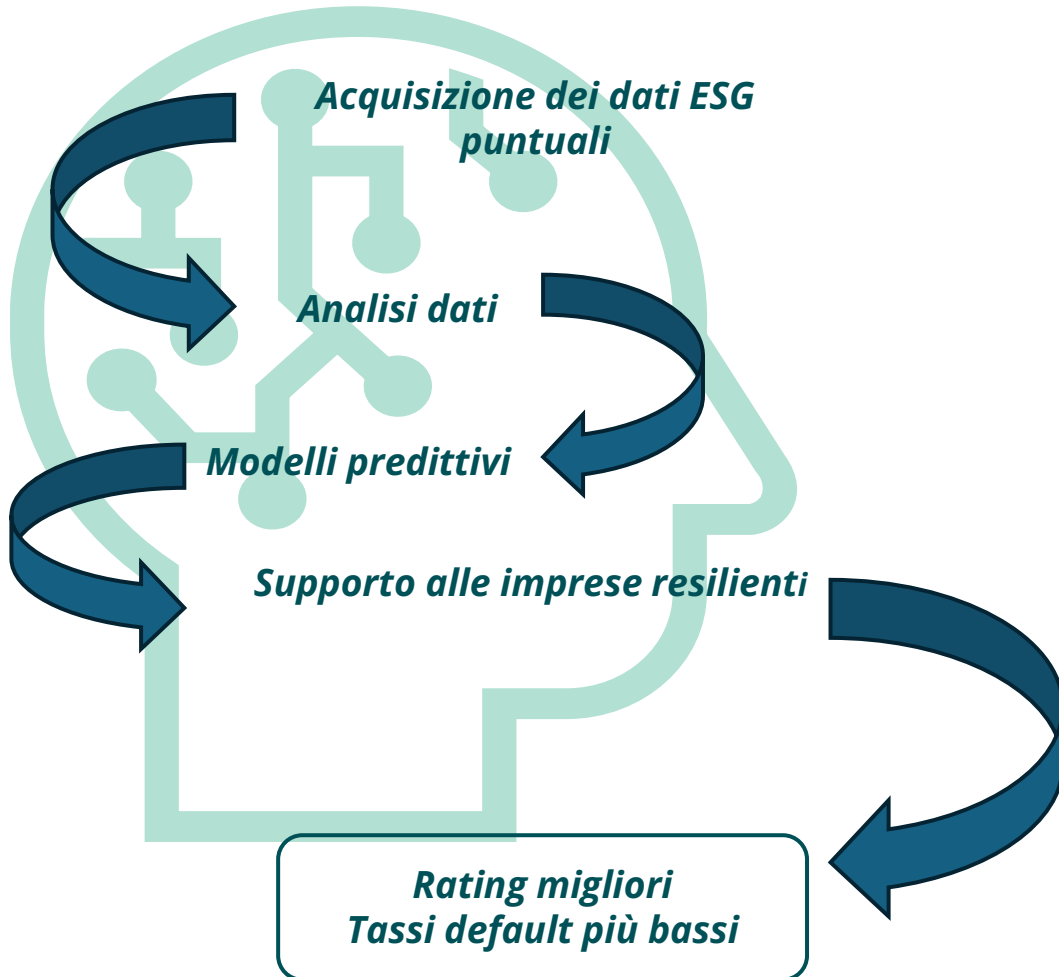 Acquisizione dei dati ESG
puntuali
Analisi dati
Modelli predittivi
Supporto alle imprese resilienti
Rating migliori
Tassi default più bassi